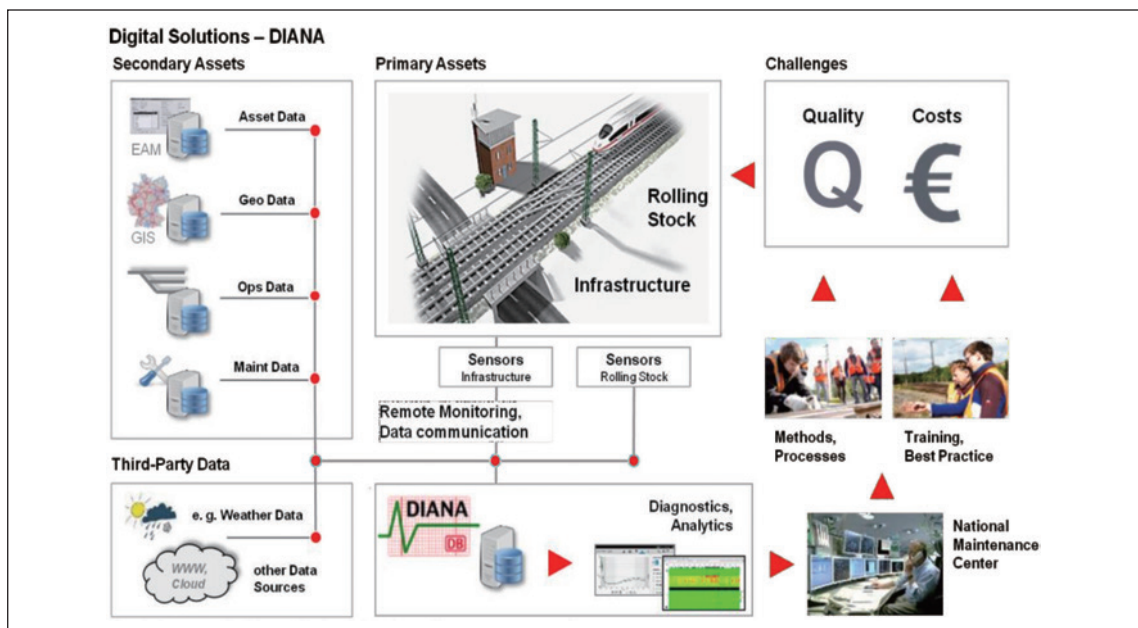 Digital Solutions – DIANA
Secondary Assets
Asset Data
EAM
Geo Data
GIS
Ops Data
Maint Data
Primary Assets
Rolling
Stock
Infrastructure
Sensors
Infrastructure
Sensors
Rolling Stock
Remote Monitoring,
Data communication
Challenges
Quality
Costs
Q
€
Methods,
Processes
Training,
Best Practice
Third-Party Data
e. g. Weather Data
WWW,
Cloud
other Data
Sources
DIANA
DB
Diagnostics,
Analytics
National
Maintenance
Center